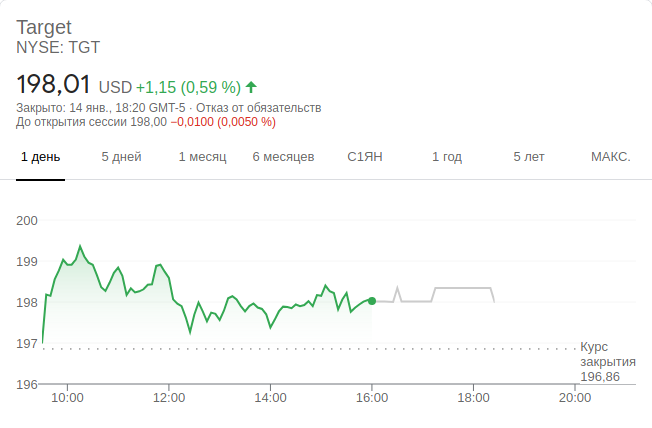 Target
NYSE: TGT
198,01 USD +1,15 (0,59 %)
Закрыто: 14 янв., 18:20 GMT-5 · Отказ от обязательств
До открытия сессии 198,00 −0,0100 (0,0050 %)
1 день 5 дней 1 месяц 6 месяцев С1ЯН 1 год 5 лет МАКС.
200
199
198
197
Курс
закрытия
196,86
196
10:00 12:00 14:00 16:00 18:00 20:00